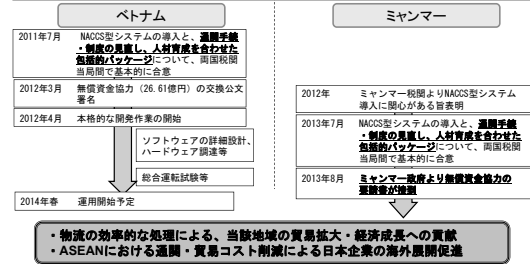 ベトナム
2011年7月 NACCS型システムの導入と、通関手続
・制度の見直し、人材育成を合わせた
包括的パッケージについて、両国税関
当局間で基本的に合意
2012年3月 無償資金協力（26.61億円）の交換公文
署名
2012年4月 本格的な開発作業の開始
ソフトウェアの詳細設計、
ハードウェア調達等
総合運転試験等
2014年春 運用開始予定
ミャンマー
2012年 ミャンマー税関よりNACCS型システム
導入に関心がある旨表明
2013年7月 NACCS型システムの導入と、通関手続
・制度の見直し、人材育成を合わせた
包括的パッケージについて、両国税関
当局間で基本的に合意
2013年8月 ミャンマー政府より無償資金協力の
要請書が接到
・物流の効率的な処理による、当該地域の貿易拡大・経済成長への貢献
・ASEANにおける通関・貿易コスト削減による日本企業の海外展開促進